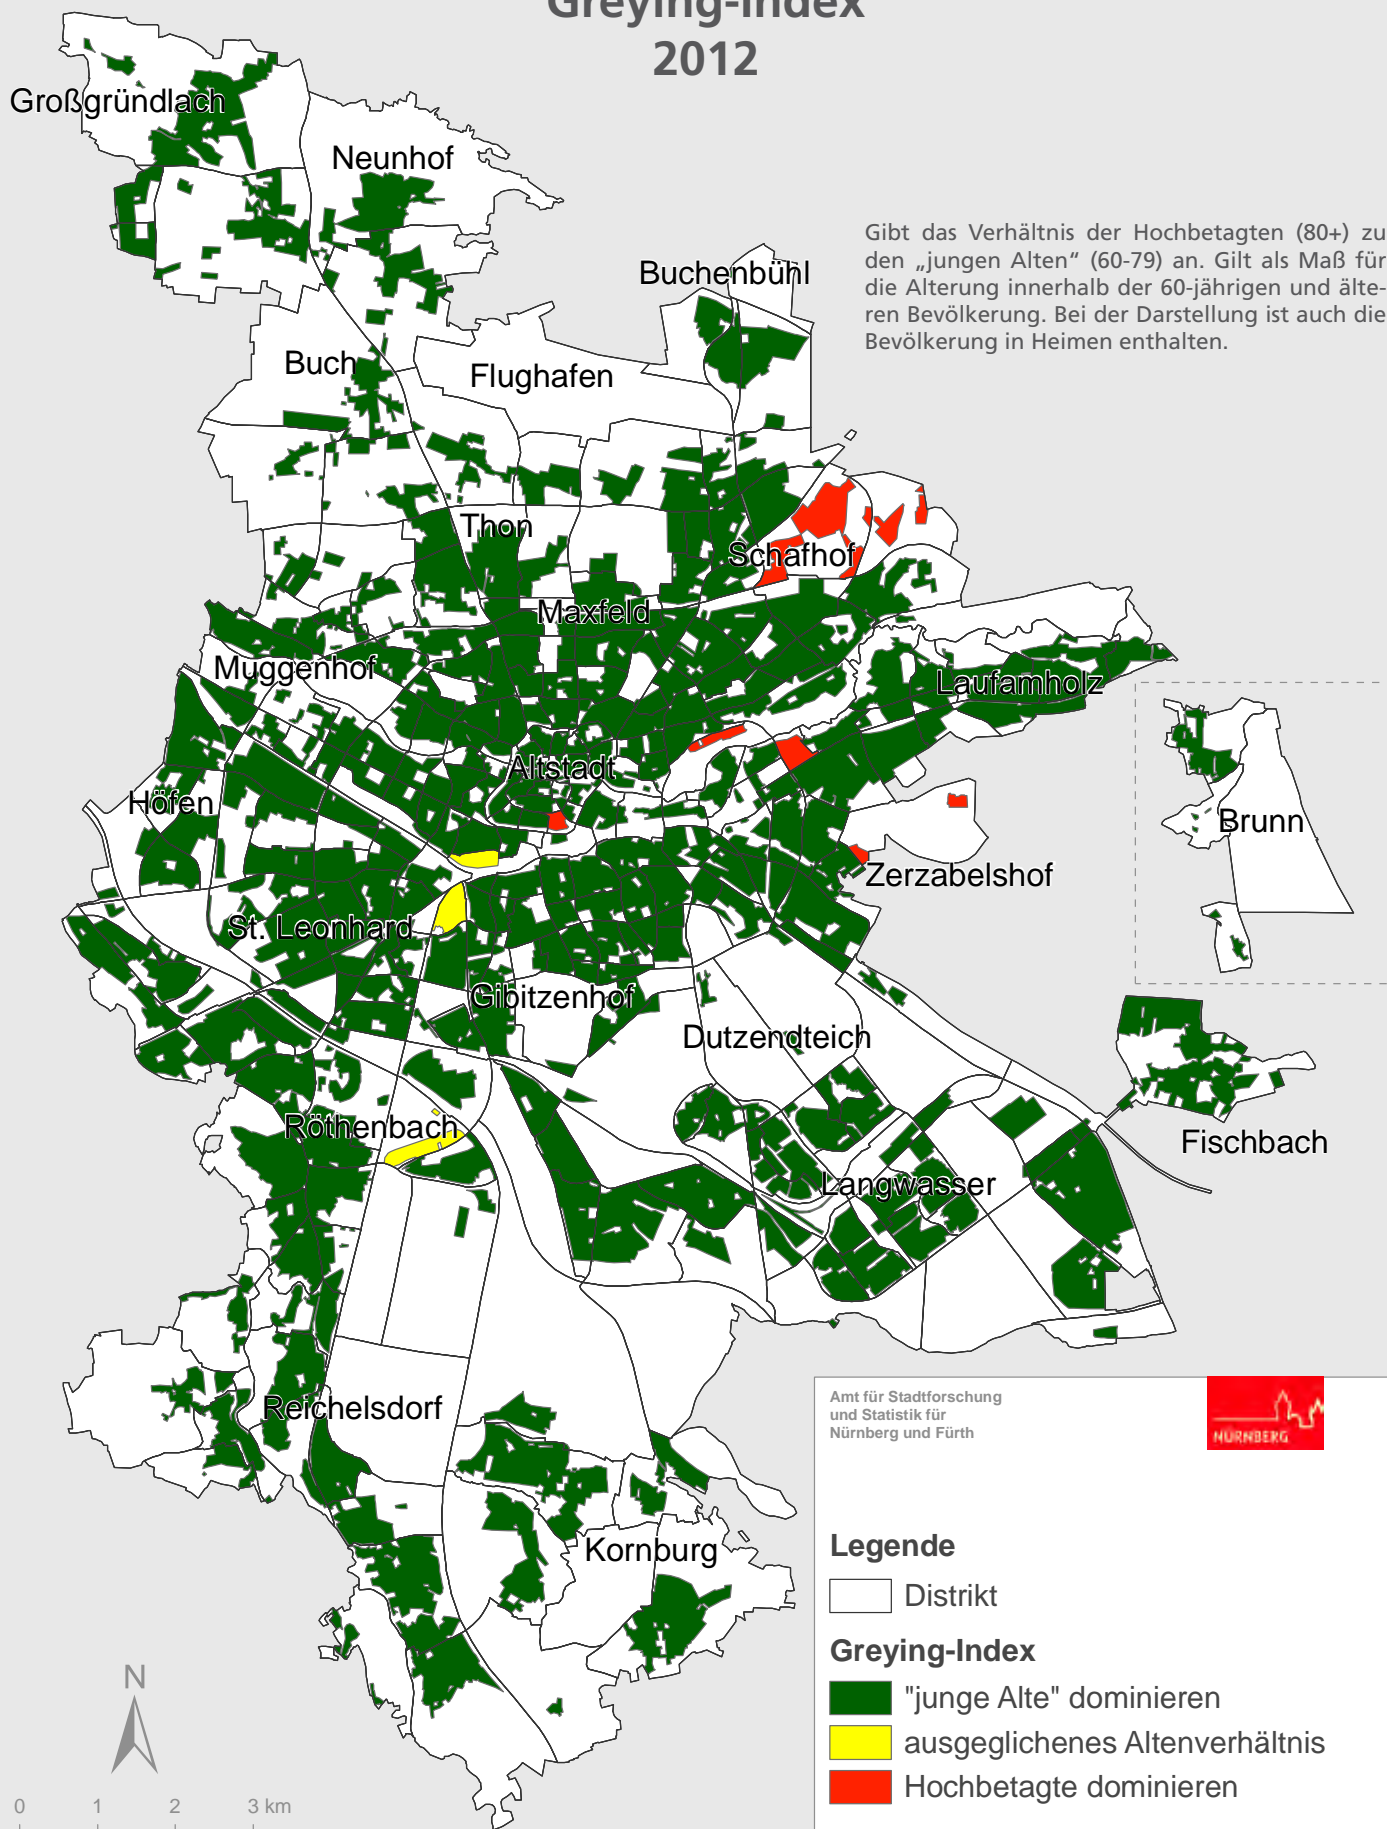 Greying-Index
2012
Großgründlach
Neunhof
Gibt das Verhältnis der Hochbetagten (80+) zu
den „jungen Alten“ (60-79) an. Gilt als Maß für
die Alterung innerhalb der 60-jährigen und älte-
ren Bevölkerung. Bei der Darstellung ist auch die
Bevölkerung in Heimen enthalten.
Buchenbühl
Buch
Flughafen
Thon
Schafhof
Maxfeld
Muggenhof
Laufamholz
Altstadt
Höfen
Brunn
Zerzabelshof
St. Leonhard
Gibitzenhof
Dutzendteich
Röthenbach
Fischbach
Langwasser
Reichelsdorf
Kornburg
Amt für Stadtforschung
und Statistik für
Nürnberg und Fürth
NÜRNBERG
Legende
Distrikt
Greying-Index
"junge Alte" dominieren
ausgeglichenes Altenverhältnis
Hochbetagte dominieren
N
0 1 2 3 km